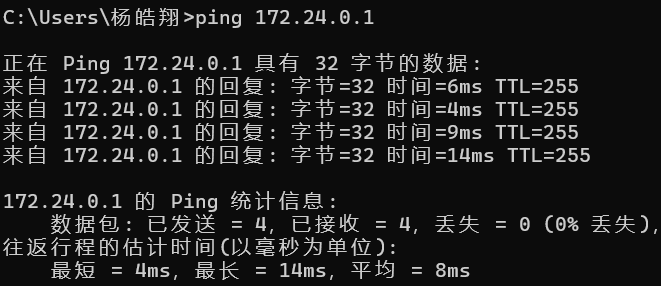 C:\Users\杨皓翔>ping 172.24.0.1
正在 Ping 172.24.0.1 具有 32 字节的数据:
来自 172.24.0.1 的回复: 字节=32 时间=6ms TTL=255
来自 172.24.0.1 的回复: 字节=32 时间=4ms TTL=255
来自 172.24.0.1 的回复: 字节=32 时间=9ms TTL=255
来自 172.24.0.1 的回复: 字节=32 时间=14ms TTL=255
172.24.0.1 的 Ping 统计信息:
数据包: 已发送 = 4, 已接收 = 4, 丢失 = 0 (0% 丢失),
往返行程的估计时间(以毫秒为单位):
最短 = 4ms, 最长 = 14ms, 平均 = 8ms